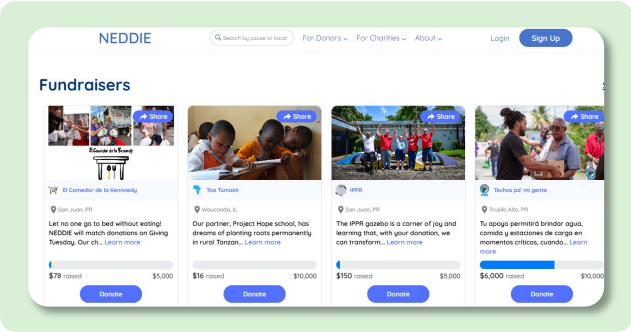 NEDDIE
Search by cause or locat
For Donors
For Charities
About
Login
Sign Up
Fundraisers
Share
El Comedor de la Kennedy
El Comedor de la Kennnedy
San Juan, PR
Let no one go to bed without eating!
NEDDIE will match donations on Giving
Tuesday. Our ch... Learn more
$78 raised
$5,000
Donate
Share
Toa Tumaini
Wauconda, IL
Our partner, Project Hope school, has
dreams of planting roots permanently
in rural Tanzan... Learn more
$16 raised
$10,000
Donate
Share
IPPR
San Juan, PR
The IPPR gazebo is a corner of joy and
learning that, with your donation, we
can transform... Learn more
$150 raised
$5,000
Donate
Share
Techos pa' mi gente
Trujillo Alto, PR
Tu apoyo permitirá brindar agua,
comida y estaciones de carga en
momentos críticos, cuando... Learn
more
$6,000 raised
$10,000
Donate